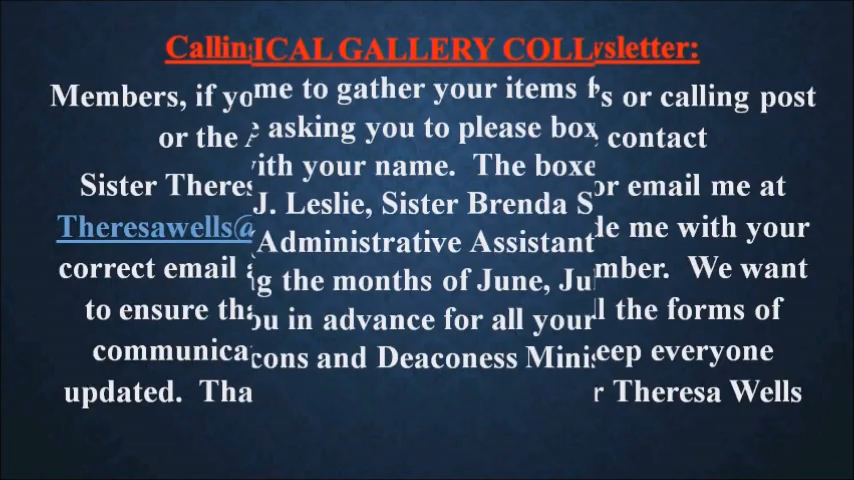 Callin ICAL GALLERY COLL sletter:
Members, if yo me to gather your items f 's or calling post
or the asking you to please box contact
Sister Theres ith your name. The boxe or email me at
Theresawells@ J. Leslie, Sister Brenda S de me with your
correct email Administrative Assistant mber. We want
to ensure tha g the months of June, Ju l the forms of
communica ou in advance for all your eep everyone
updated. Tha cons and Deaconess Minis r Theresa Wells